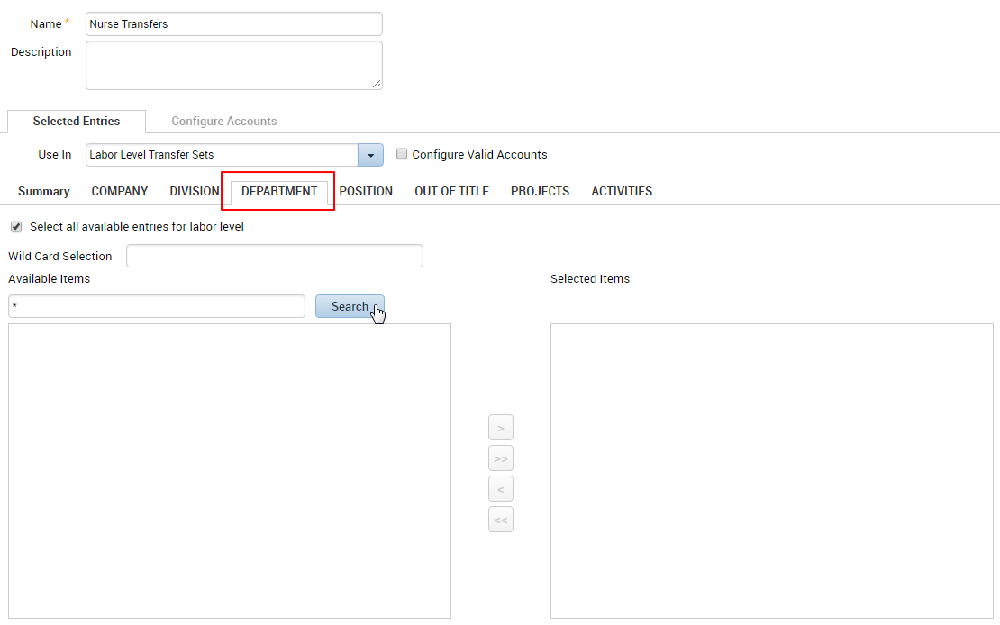 Name * Nurse Transfers
Description
Selected Entries Configure Accounts
Use In Labor Level Transfer Sets Configure Valid Accounts
Summary COMPANY DIVISION DEPARTMENT POSITION OUT OF TITLE PROJECTS ACTIVITIES
Select all available entries for labor level
Wild Card Selection
Available Items Selected Items
* Search
>
>>
<
<<